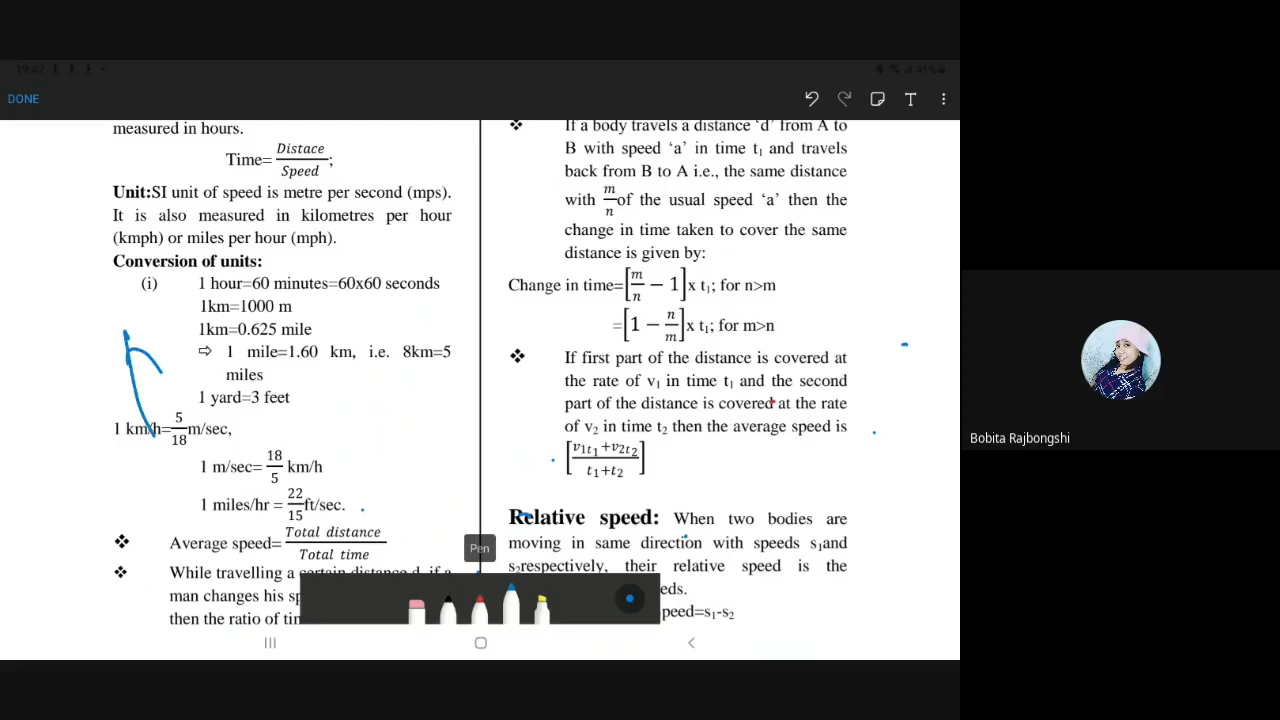 19:42
41%
DONE
T
measured in hours.
Time= Distace / Speed ;
Unit:SI unit of speed is metre per second (mps).
It is also measured in kilometres per hour
(kmph) or miles per hour (mph).
Conversion of units:
(i) 1 hour=60 minutes=60x60 seconds
1km=1000 m
1km=0.625 mile
⇨ 1 mile=1.60 km, i.e. 8km=5
miles
1 yard=3 feet
1 km/h= 5/18 m/sec,
1 m/sec= 18/5 km/h
1 miles/hr = 22/15 ft/sec.
❖ Average speed= Total distance / Total time
❖ While travelling a certain distance d, if a
man changes his sp
then the ratio of tim
❖ If a body travels a distance ‘d’ from A to
B with speed ‘a’ in time t₁ and travels
back from B to A i.e., the same distance
with m/n of the usual speed ‘a’ then the
change in time taken to cover the same
distance is given by:
Change in time=[m/n − 1]x t₁; for n>m
=[1 − n/m]x t₁; for m>n
❖ If first part of the distance is covered at
the rate of v₁ in time t₁ and the second
part of the distance is covered at the rate
of v₂ in time t₂ then the average speed is
[v₁t₁+v₂t₂ / t₁+t₂]
Relative speed: When two bodies are
moving in same direction with speeds s₁and
s₂respectively, their relative speed is the
eds.
peed=s₁-s₂
Pen
Bobita Rajbongshi